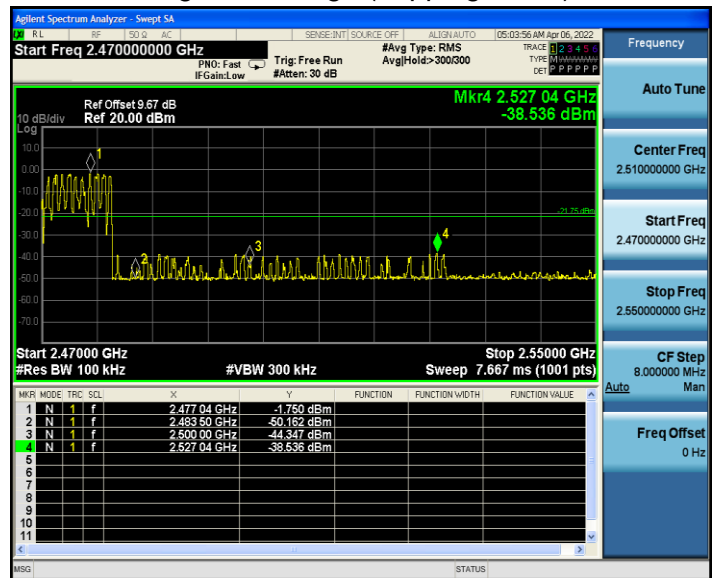 Agilent Spectrum Analyzer - Swept SA
RL RF 50 Ω AC SENSE:INT SOURCE OFF ALIGN AUTO 05:03:56 AM Apr 06, 2022
Start Freq 2.470000000 GHz
PNO: Fast
IFGain:Low
Trig: Free Run
#Atten: 30 dB
#Avg Type: RMS
Avg|Hold:>300/300
TRACE 1 2 3 4 5 6
TYPE M
DET P P P P P P
Frequency
Auto Tune
Center Freq
2.510000000 GHz
Start Freq
2.470000000 GHz
Stop Freq
2.550000000 GHz
CF Step
8.000000 MHz
Auto Man
Freq Offset
0 Hz
Ref Offset 9.67 dB
10 dB/div Ref 20.00 dBm
Log
Mkr4 2.527 04 GHz
-38.536 dBm
10.0
0.00
-10.0
-20.0
-30.0
-40.0
-50.0
-60.0
-70.0
1
2
3
4
-21.75 dBm
Start 2.47000 GHz Stop 2.55000 GHz
#Res BW 100 kHz #VBW 300 kHz Sweep 7.667 ms (1001 pts)
MKR MODE TRC SCL X Y FUNCTION FUNCTION WIDTH FUNCTION VALUE
1 N 1 f 2.477 04 GHz -1.750 dBm
2 N 1 f 2.483 50 GHz -50.162 dBm
3 N 1 f 2.500 00 GHz -44.347 dBm
4 N 1 f 2.527 04 GHz -38.536 dBm
5
6
7
8
9
10
11
MSG STATUS